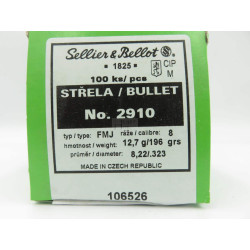 Sellier & Bellot
• 1825 •
CIP
M
100 ks/ pcs
STŘELA / BULLET
No. 2910
typ / type: FMJ ráže / calibre: 8
hmotnost / weight: 12,7 g/196 grs
průměr / diameter: 8,22/.323
MADE IN CZECH REPUBLIC
106526